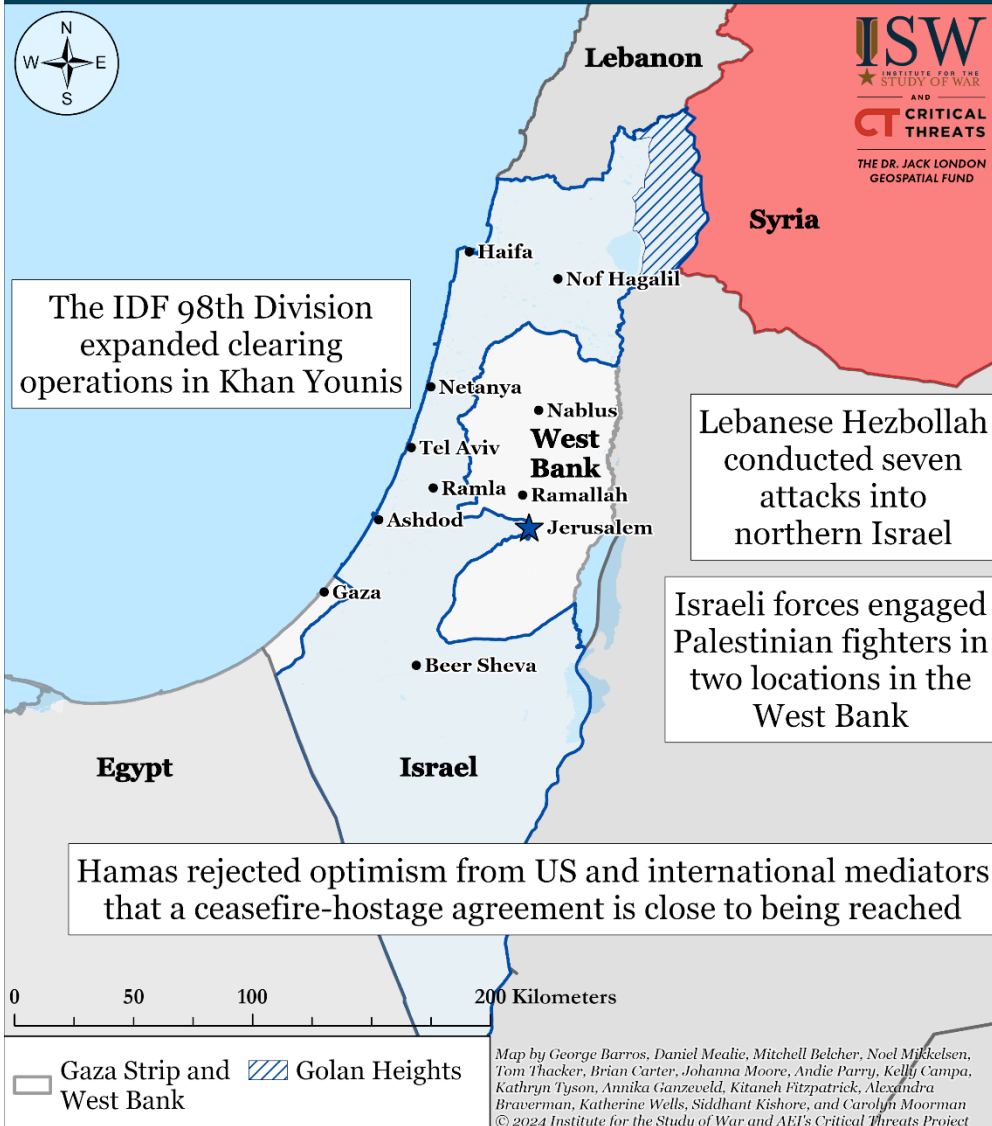 N
W E
S
Lebanon
ISW
INSTITUTE FOR THE
STUDY OF WAR
AND
CT CRITICAL
THREATS
THE DR. JACK LONDON
GEOSPATIAL FUND
Syria
Haifa
Nof Hagalil
The IDF 98th Division
expanded clearing
operations in Khan Younis
Netanya
Nablus
West
Bank
Tel Aviv
Ramla
Ramallah
Ashdod
Jerusalem
Lebanese Hezbollah
conducted seven
attacks into
northern Israel
Gaza
Israeli forces engaged
Palestinian fighters in
two locations in the
West Bank
Beer Sheva
Egypt
Israel
Hamas rejected optimism from US and international mediators
that a ceasefire-hostage agreement is close to being reached
0 50 100 200 Kilometers
Gaza Strip and
West Bank
Golan Heights
Map by George Barros, Daniel Mealie, Mitchell Belcher, Noel Mikkelsen,
Tom Thacker, Brian Carter, Johanna Moore, Andie Parry, Kelly Campa,
Kathryn Tyson, Annika Ganzeveld, Kitaneh Fitzpatrick, Alexandra
Braverman, Katherine Wells, Siddhant Kishore, and Carolyn Moorman
© 2024 Institute for the Study of War and AEI's Critical Threats Project